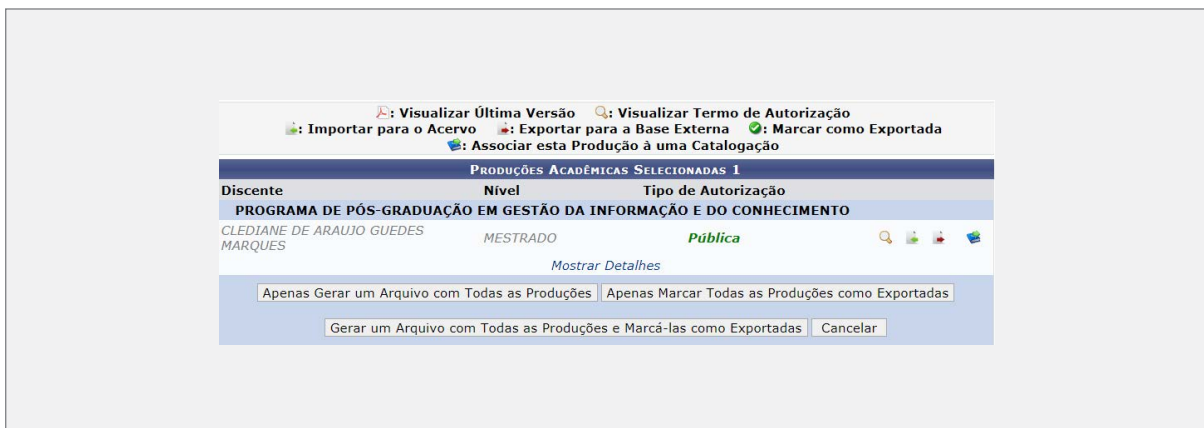 : Visualizar Última Versão : Visualizar Termo de Autorização
: Importar para o Acervo : Exportar para a Base Externa : Marcar como Exportada
: Associar esta Produção à uma Catalogação
Produções Acadêmicas Selecionadas 1
Discente Nível Tipo de Autorização
PROGRAMA DE PÓS-GRADUAÇÃO EM GESTÃO DA INFORMAÇÃO E DO CONHECIMENTO
CLEDIANE DE ARAUJO GUEDES
MARQUES MESTRADO Pública
Mostrar Detalhes
Apenas Gerar um Arquivo com Todas as Produções Apenas Marcar Todas as Produções como Exportadas
Gerar um Arquivo com Todas as Produções e Marcá-las como Exportadas Cancelar